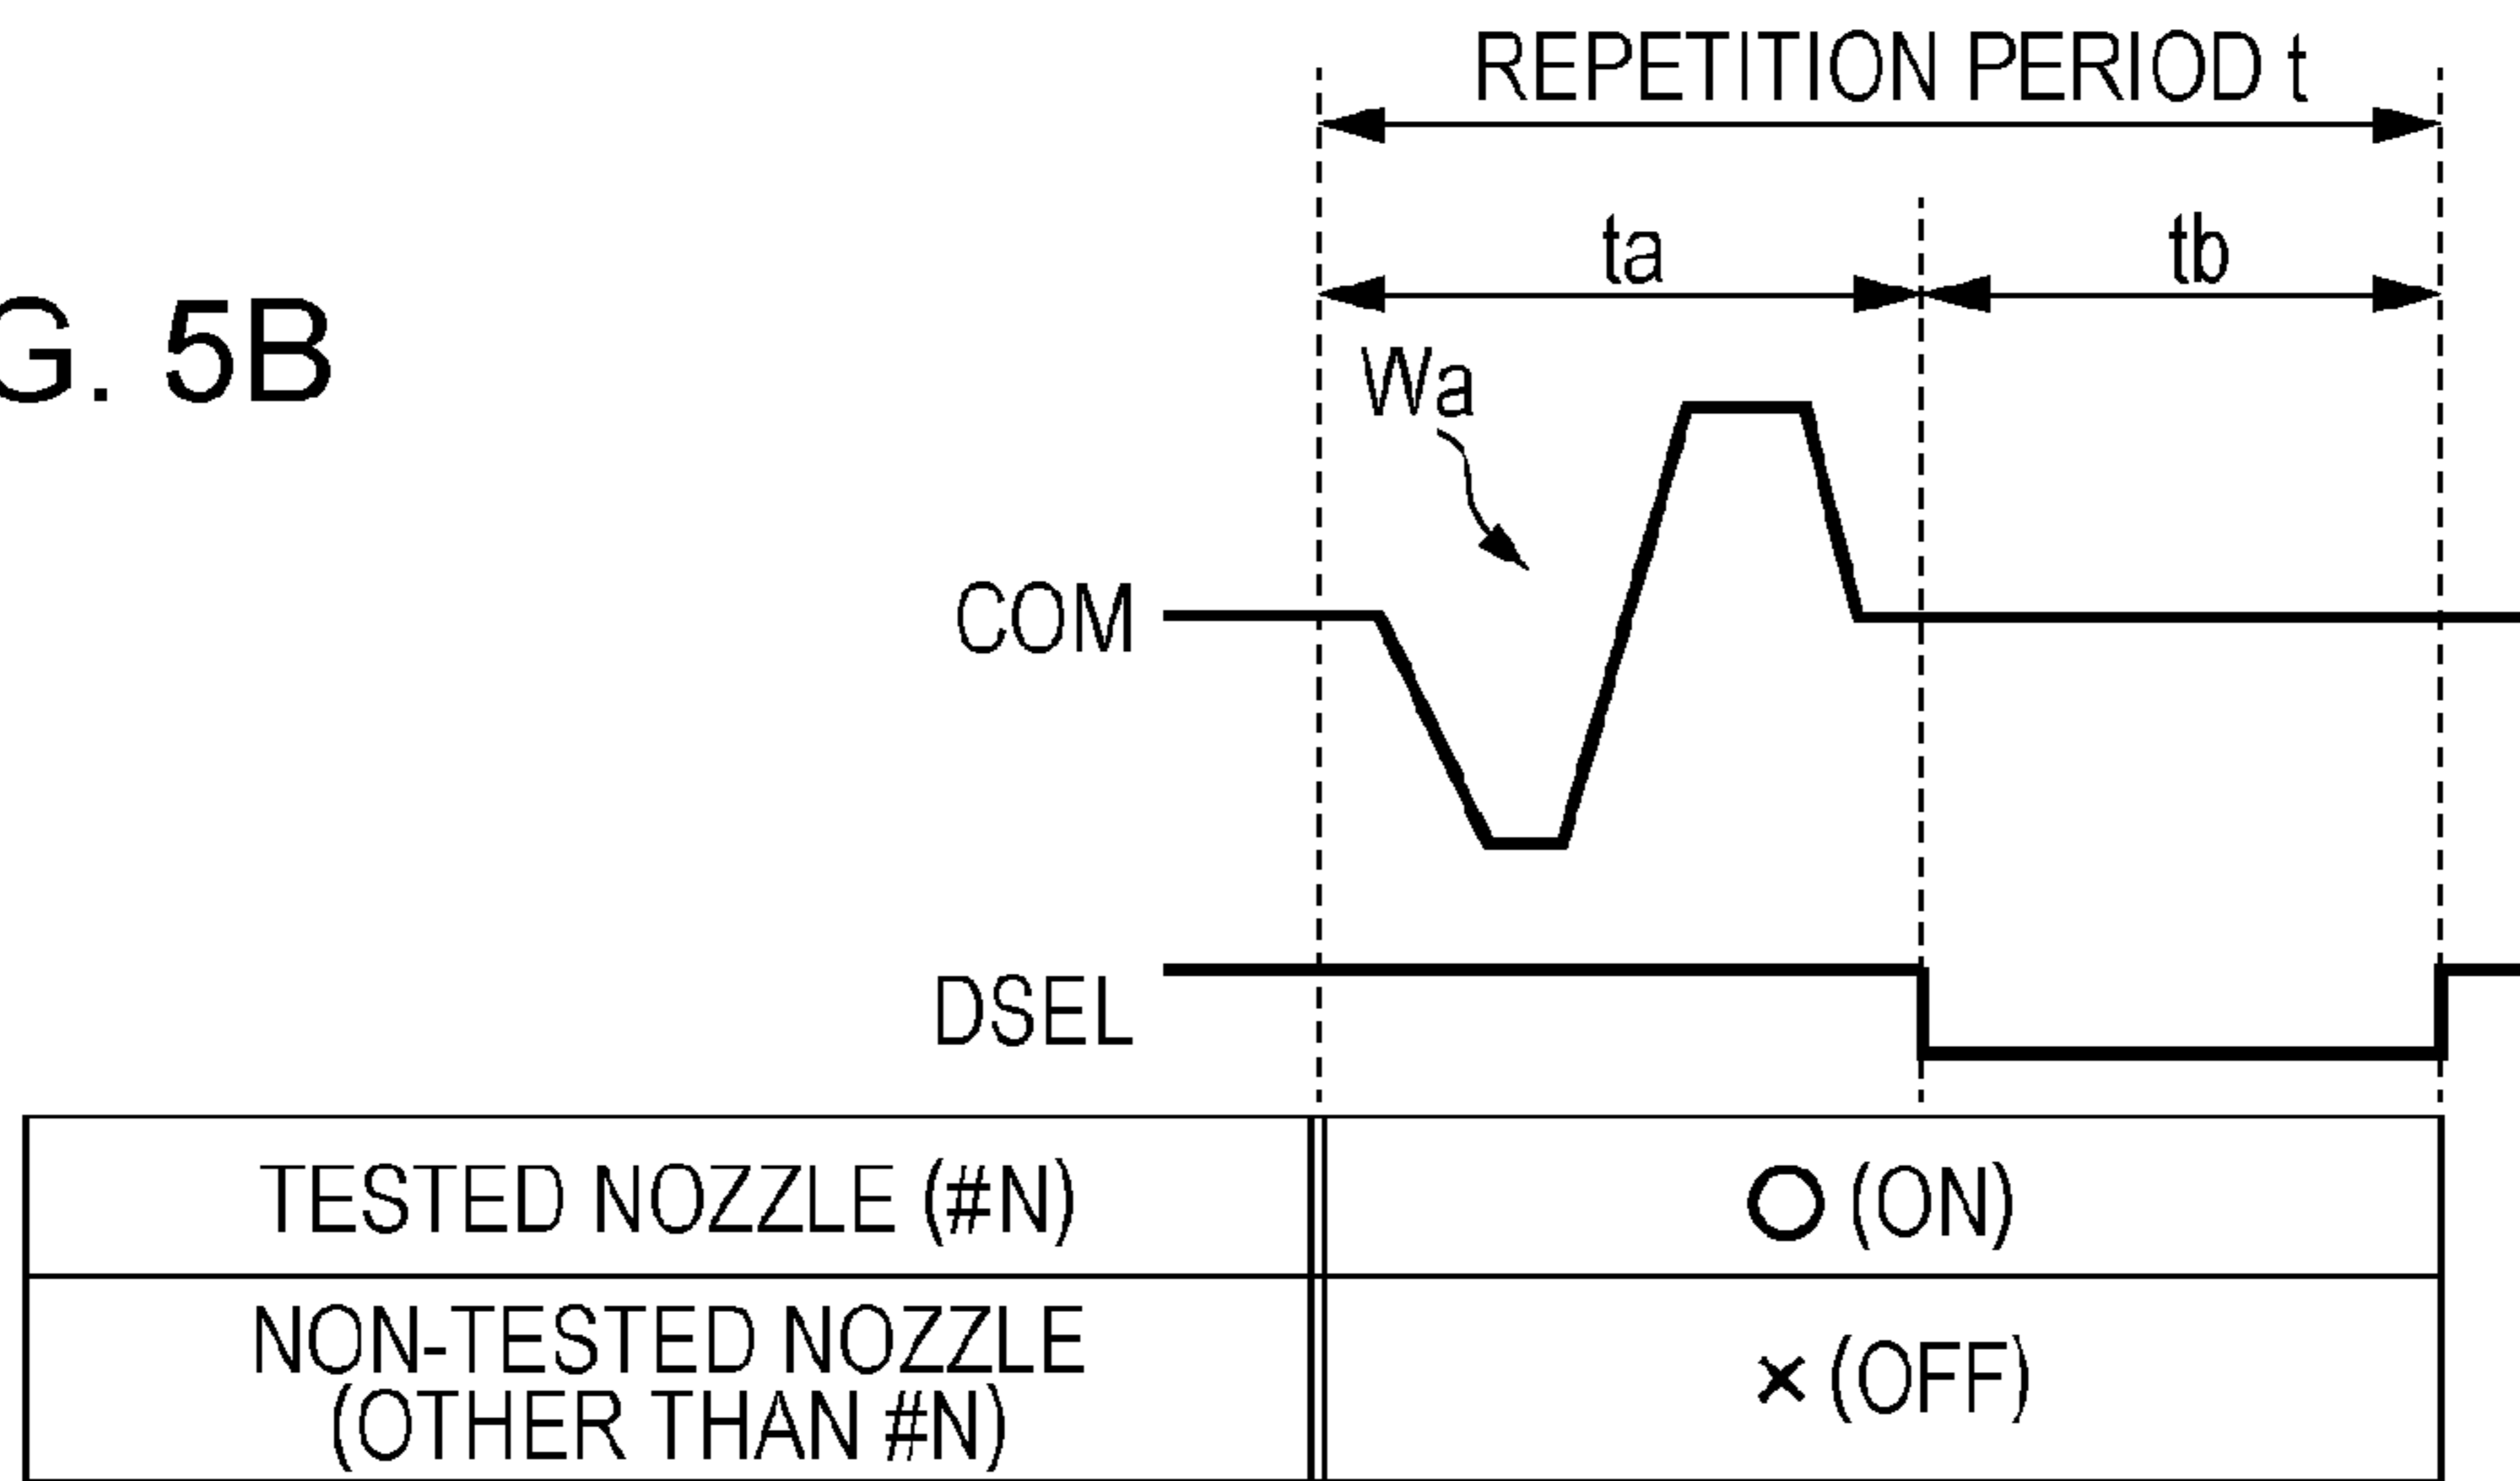 REPETITION PERIOD t
ta
tb
G. 5B
Wa
COM
DSEL
TESTED NOZZLE (#N)
○ (ON)
NON-TESTED NOZZLE
(OTHER THAN #N)
× (OFF)